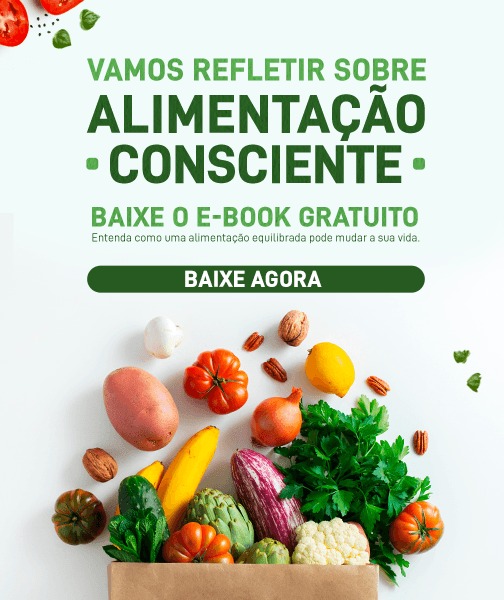 VAMOS REFLETIR SOBRE
ALIMENTAÇÃO
• CONSCIENTE •
BAIXE O E-BOOK GRATUITO
Entenda como uma alimentação equilibrada pode mudar a sua vida.
BAIXE AGORA